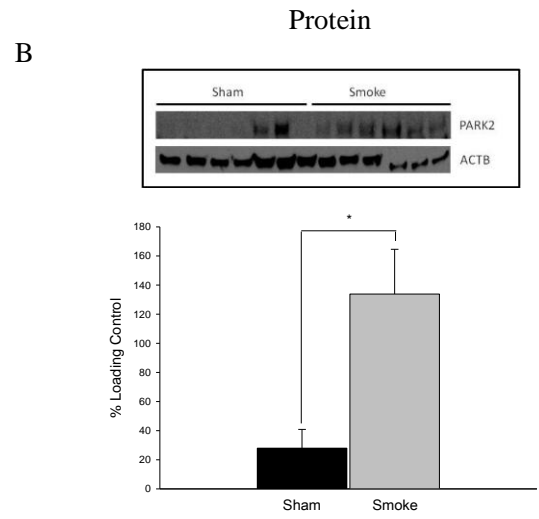 Protein
B
Sham Smoke
PARK2
ACTB
180
*
160
140
120
100
80
60
40
20
0
% Loading Control
Sham Smoke